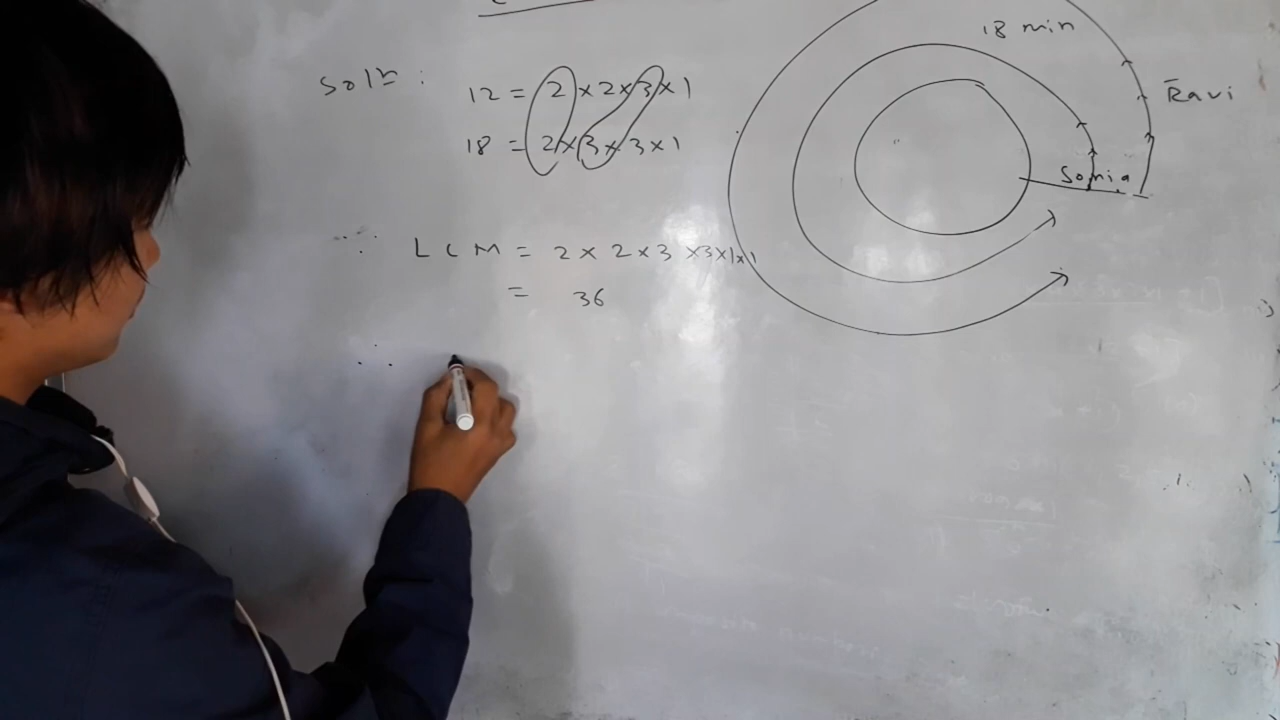 Solⁿ :
12 = 2 × 2 × 3 × 1
18 = 2 × 3 × 3 × 1
∵ LCM = 2 × 2 × 3 × 3 × 1 × 1
= 36
∴
18 min
Ravi
Sonia